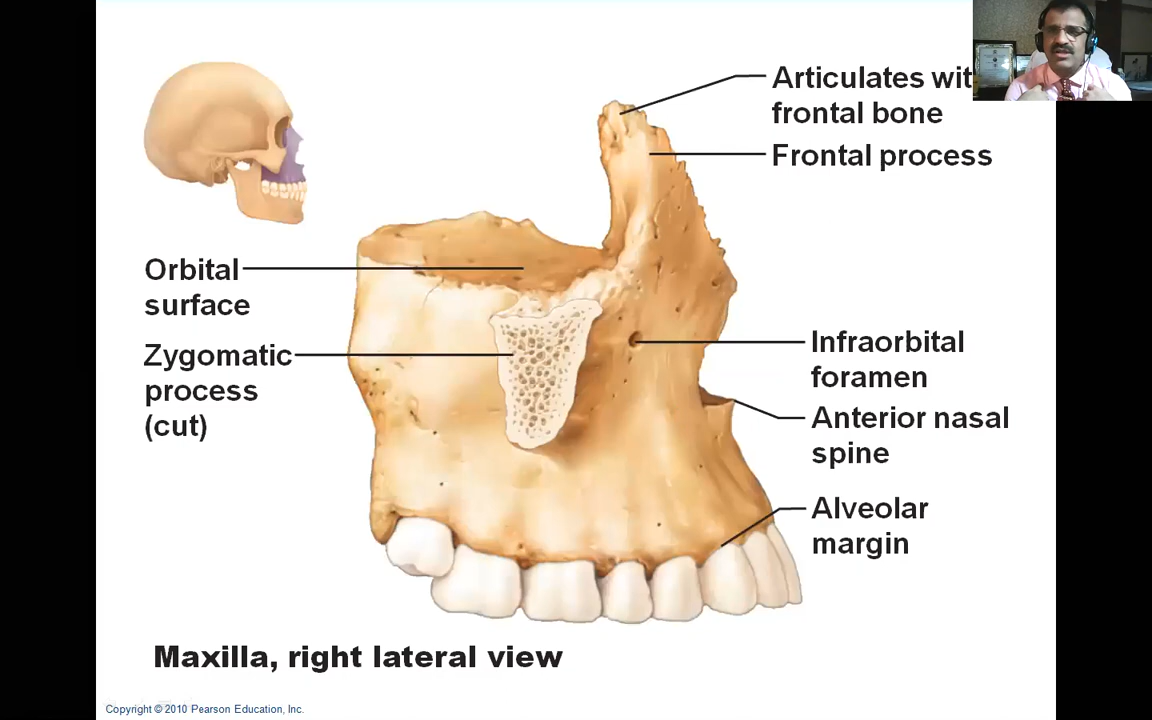 Articulates wit
frontal bone
Frontal process
Orbital
surface
Zygomatic
process
(cut)
Infraorbital
foramen
Anterior nasal
spine
Alveolar
margin
Maxilla, right lateral view
Copyright © 2010 Pearson Education, Inc.